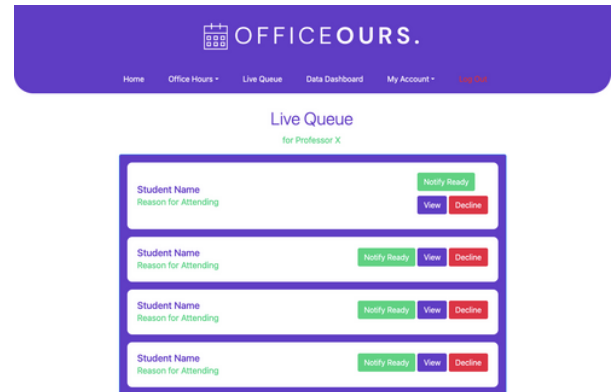 OFFICEOURS.
Home Office Hours Live Queue Data Dashboard My Account Log Out
Live Queue
for Professor X
Student Name
Reason for Attending
Notify Ready
View Decline
Student Name
Reason for Attending
Notify Ready View Decline
Student Name
Reason for Attending
Notify Ready View Decline
Student Name
Reason for Attending
Notify Ready View Decline